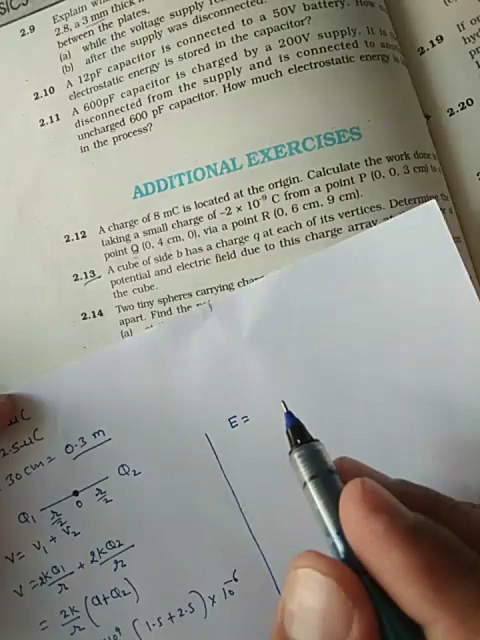 2.9 Explain
2.8, a 3 mm thick
between the plates.
(a) while the voltage supply
(b) after the supply was disconnected.
2.10 A 12pF capacitor is connected to a 50V battery. How
electrostatic energy is stored in the capacitor?
2.11 A 600pF capacitor is charged by a 200V supply. It is
disconnected from the supply and is connected to
uncharged 600 pF capacitor. How much electrostatic energy is
in the process?
2.19
If
2.20
ADDITIONAL EXERCISES
2.12 A charge of 8 mC is located at the origin. Calculate the work done
taking a small charge of −2 × 10⁻⁹ C from a point P (0, 0, 3 cm) to
point Q (0, 4 cm, 0), via a point R (0, 6 cm, 9 cm).
2.13 A cube of side b has a charge q at each of its vertices. Determine the
potential and electric field due to this charge array
the cube.
2.14 Two tiny spheres carrying
apart. Find the
(a)
μC
2.5μC
30cm = 0.3 m
Q₁ r/2 0 r/2 Q₂
V = V₁ + V₂
V = 2KQ₁/r + 2KQ₂/r
= 2K/r (Q₁+Q₂)
(1.5 + 2.5) × 10⁻⁶
E =